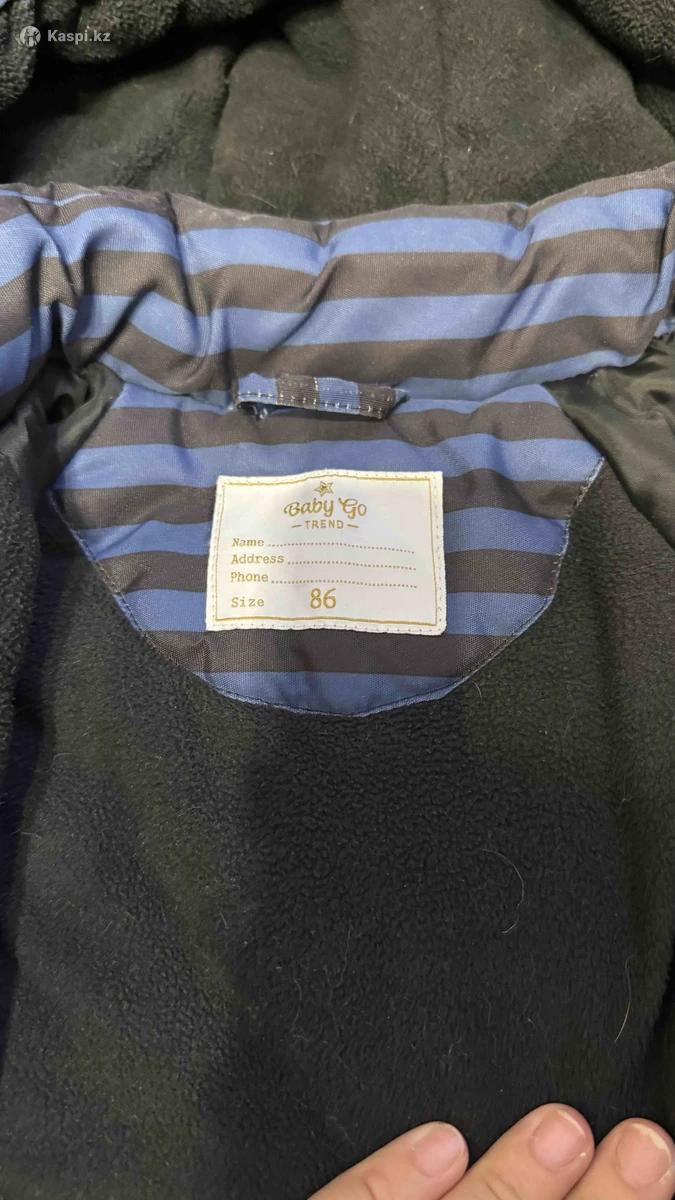 Kaspi.kz
Baby Go
TREND
Name
Address
Phone
Size 86